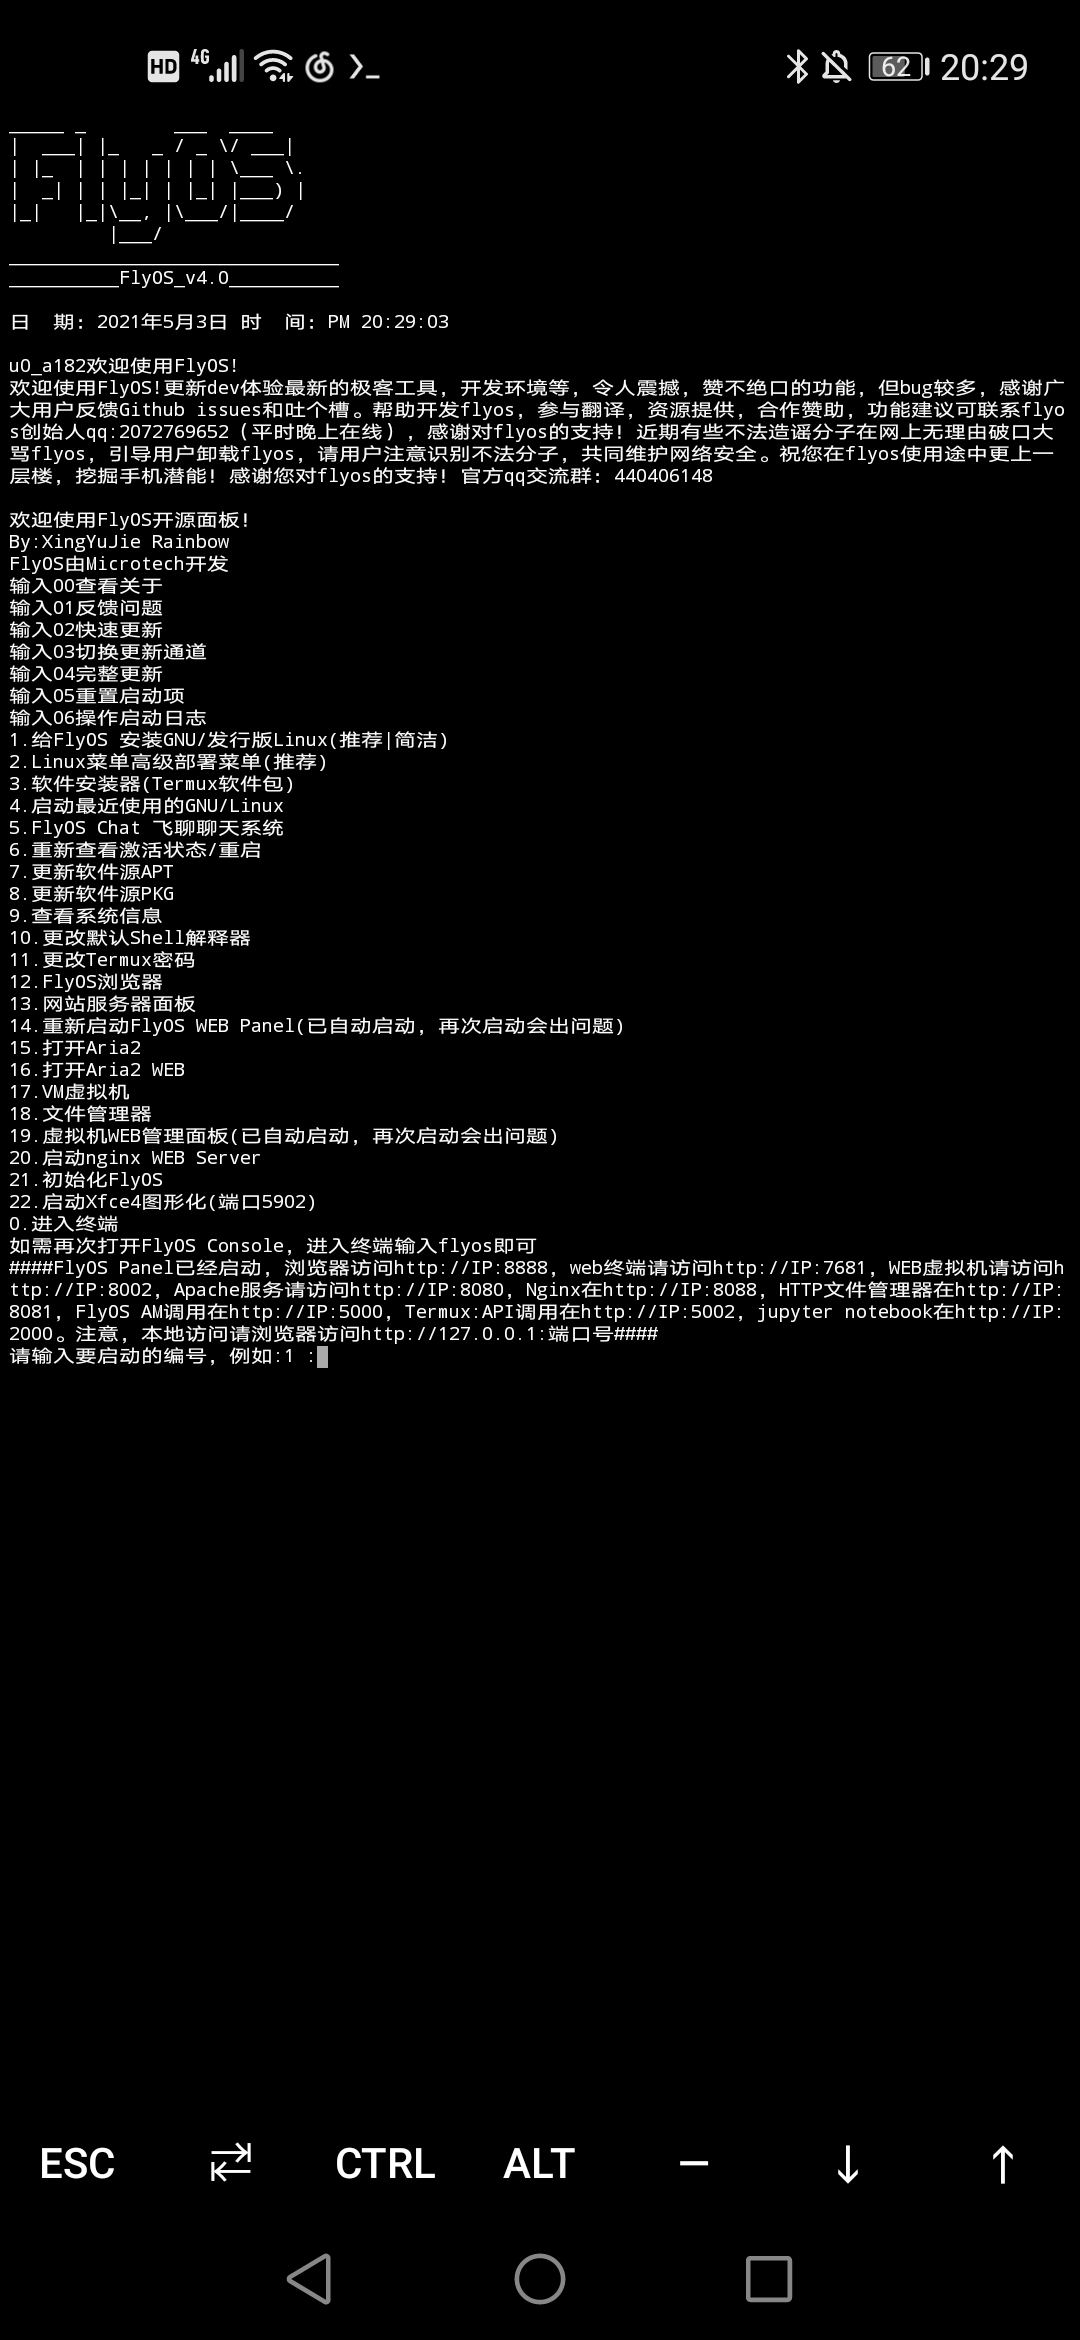 HD 4G 62 20:29
_____ _        ___  ____
|  ___| |_   _ / _ \/ ___|
| |_  | | | | | | | \___ \.
|  _| | | |_| | |_| |___) |
|_|   |_|\__, |\___/|____/
         |___/
______________________________
__________FlyOS_v4.0__________
日  期: 2021年5月3日 时  间: PM 20:29:03
u0_a182欢迎使用FlyOS!
欢迎使用FlyOS!更新dev体验最新的极客工具，开发环境等，令人震撼，赞不绝口的功能，但bug较多，感谢广
大用户反馈Github issues和吐个槽。帮助开发flyos，参与翻译，资源提供，合作赞助，功能建议可联系flyo
s创始人qq:2072769652（平时晚上在线），感谢对flyos的支持！近期有些不法造谣分子在网上无理由破口大
骂flyos，引导用户卸载flyos，请用户注意识别不法分子，共同维护网络安全。祝您在flyos使用途中更上一
层楼，挖掘手机潜能！感谢您对flyos的支持！官方qq交流群：440406148
欢迎使用FlyOS开源面板!
By:XingYuJie Rainbow
FlyOS由Microtech开发
输入00查看关于
输入01反馈问题
输入02快速更新
输入03切换更新通道
输入04完整更新
输入05重置启动项
输入06操作启动日志
1.给FlyOS 安装GNU/发行版Linux(推荐|简洁)
2.Linux菜单高级部署菜单(推荐)
3.软件安装器(Termux软件包)
4.启动最近使用的GNU/Linux
5.FlyOS Chat 飞聊聊天系统
6.重新查看激活状态/重启
7.更新软件源APT
8.更新软件源PKG
9.查看系统信息
10.更改默认Shell解释器
11.更改Termux密码
12.FlyOS浏览器
13.网站服务器面板
14.重新启动FlyOS WEB Panel(已自动启动，再次启动会出问题)
15.打开Aria2
16.打开Aria2 WEB
17.VM虚拟机
18.文件管理器
19.虚拟机WEB管理面板(已自动启动，再次启动会出问题)
20.启动nginx WEB Server
21.初始化FlyOS
22.启动Xfce4图形化(端口5902)
0.进入终端
如需再次打开FlyOS Console，进入终端输入flyos即可
####FlyOS Panel已经启动，浏览器访问http://IP:8888，web终端请访问http://IP:7681，WEB虚拟机请访问h
ttp://IP:8002，Apache服务请访问http://IP:8080，Nginx在http://IP:8088，HTTP文件管理器在http://IP:
8081，FlyOS AM调用在http://IP:5000，Termux:API调用在http://IP:5002，jupyter notebook在http://IP:
2000。注意，本地访问请浏览器访问http://127.0.0.1:端口号####
请输入要启动的编号，例如:1 :
ESC CTRL ALT